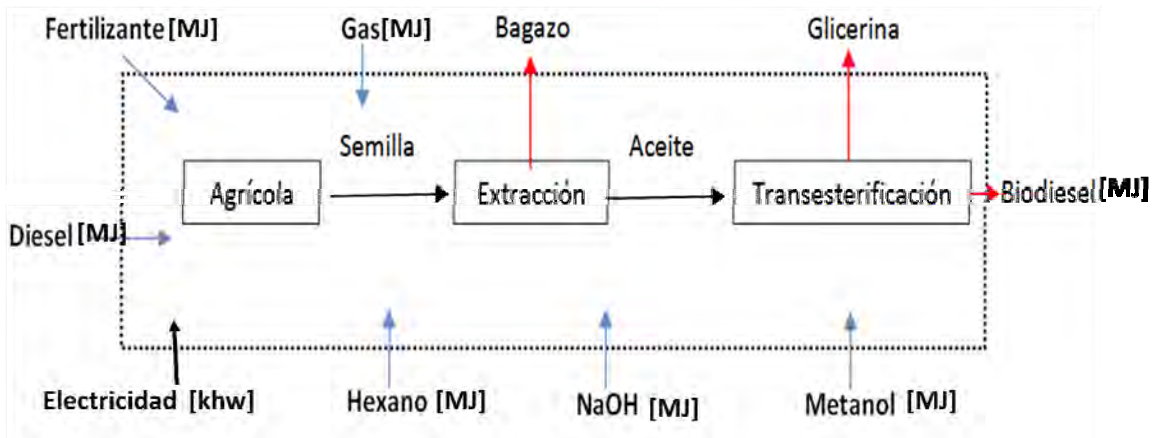 Fertilizante [MJ] Gas[MJ] Bagazo Glicerina
Semilla Aceite
Agrícola Extracción Transesterificación Biodiesel [MJ]
Diesel [MJ]
Electricidad [khw] Hexano [MJ] NaOH [MJ] Metanol [MJ]